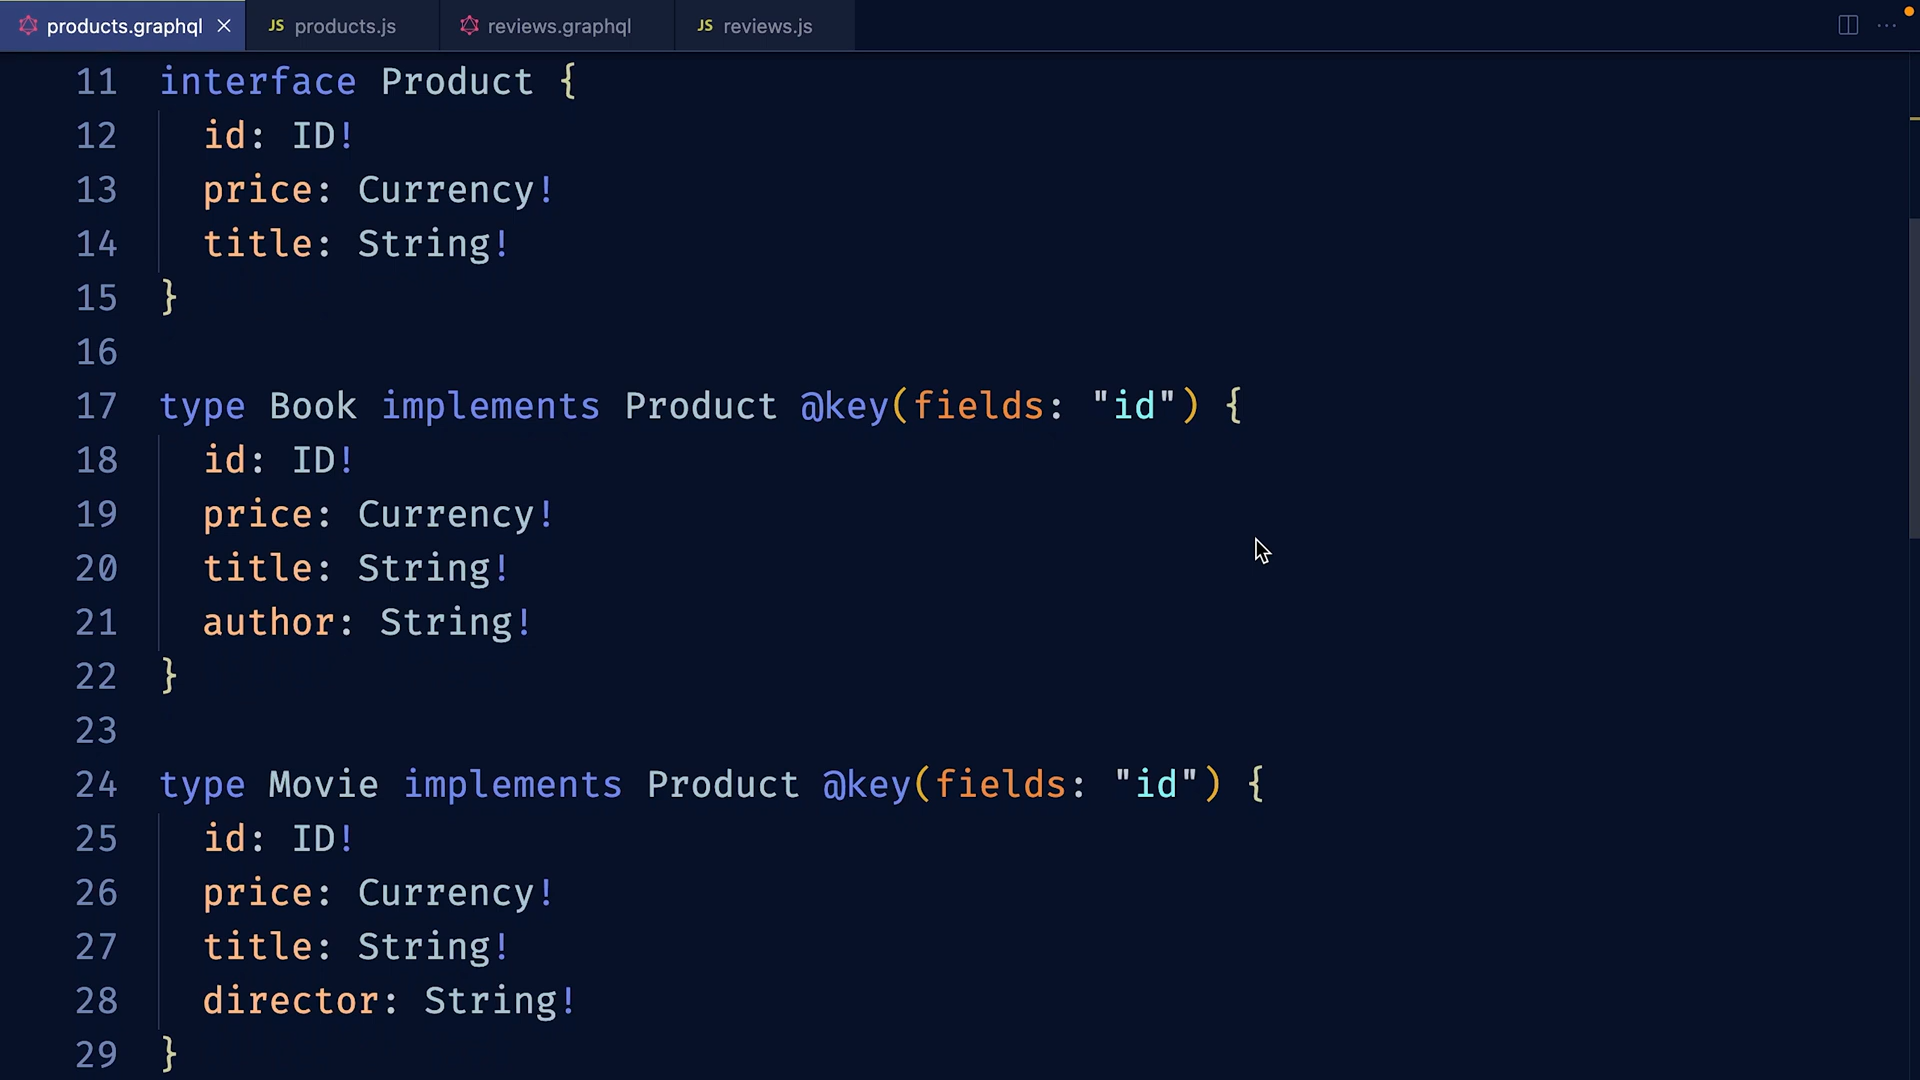 products.graphql
JS products.js
reviews.graphql
JS reviews.js
11 interface Product {
12 id: ID!
13 price: Currency!
14 title: String!
15 }
16
17 type Book implements Product @key(fields: "id") {
18 id: ID!
19 price: Currency!
20 title: String!
21 author: String!
22 }
23
24 type Movie implements Product @key(fields: "id") {
25 id: ID!
26 price: Currency!
27 title: String!
28 director: String!
29 }